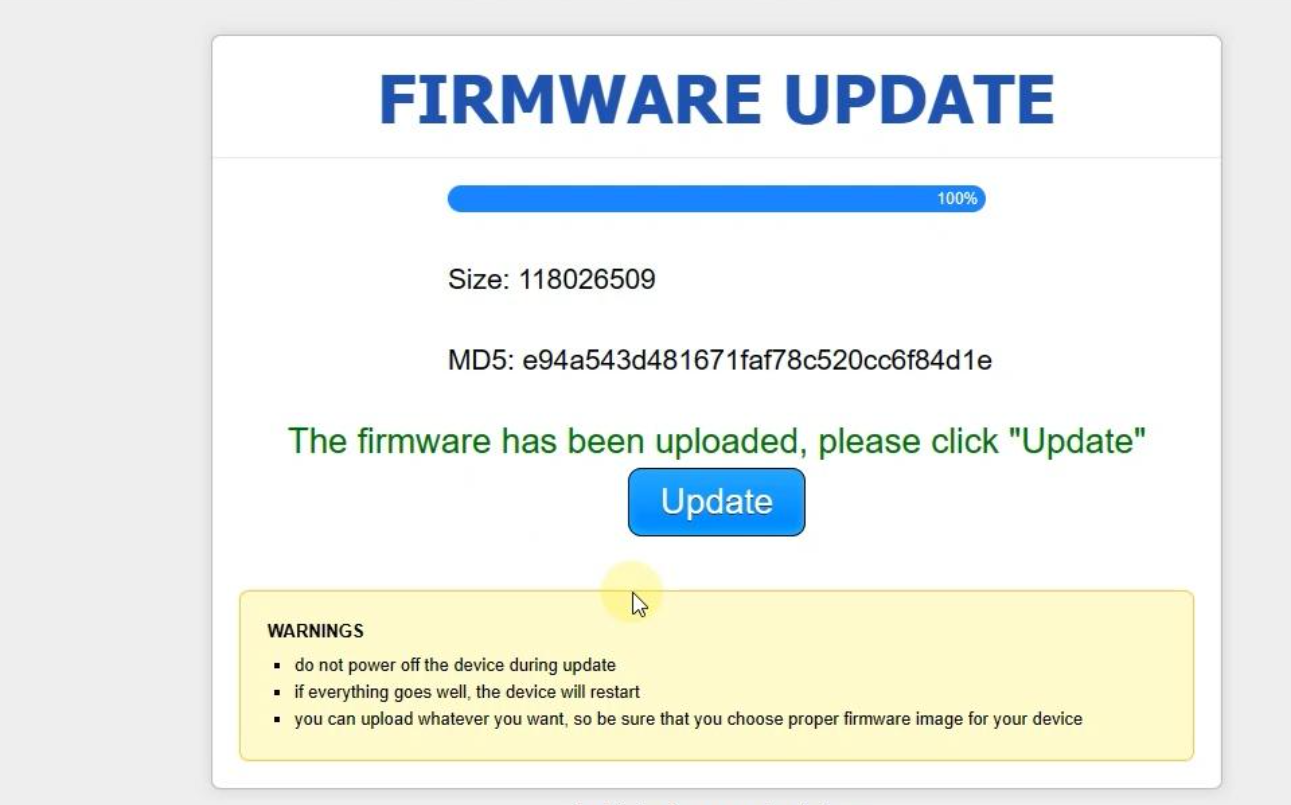 FIRMWARE UPDATE
100%
Size: 118026509
MD5: e94a543d481671faf78c520cc6f84d1e
The firmware has been uploaded, please click "Update"
Update
WARNINGS
do not power off the device during update
if everything goes well, the device will restart
you can upload whatever you want, so be sure that you choose proper firmware image for your device